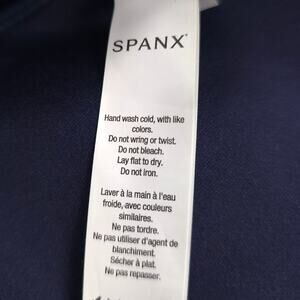 SPANX®
Hand wash cold, with like
colors.
Do not wring or twist.
Do not bleach.
Lay flat to dry.
Do not iron.
Laver à la main à l'eau
froide, avec couleurs
similaires.
Ne pas tordre.
Ne pas utiliser d'agent de
blanchiment.
Sécher à plat.
Ne pas repasser.